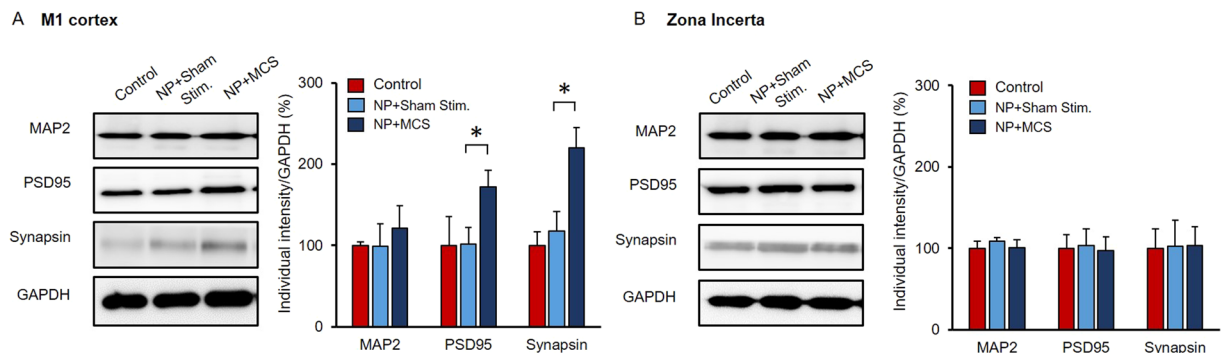 A M1 cortex
Control
NP+Sham
Stim.
NP+MCS
MAP2
PSD95
Synapsin
GAPDH
Individual intensity/GAPDH (%)
300
200
100
0
Control
NP+Sham Stim.
NP+MCS
*
*
MAP2 PSD95 Synapsin
B Zona Incerta
Control
NP+Sham
Stim.
NP+MCS
MAP2
PSD95
Synapsin
GAPDH
Individual intensity/GAPDH (%)
300
200
100
0
Control
NP+Sham Stim.
NP+MCS
MAP2 PSD95 Synapsin